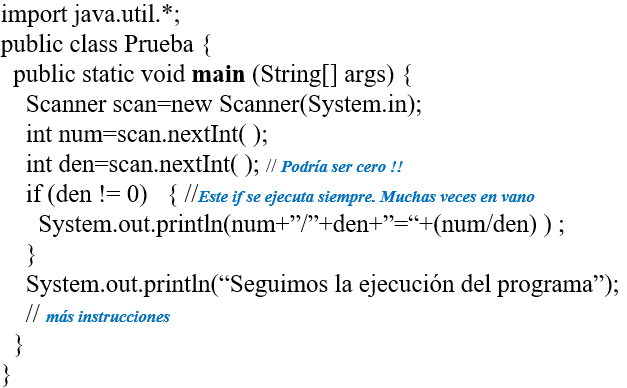 import java.util.*;
public class Prueba {
public static void main (String[] args) {
Scanner scan=new Scanner(System.in);
int num=scan.nextInt( );
int den=scan.nextInt( ); // Podría ser cero !!
if (den != 0) { //Este if se ejecuta siempre. Muchas veces en vano
System.out.println(num+”/”+den+”=“+(num/den) ) ;
}
System.out.println(“Seguimos la ejecución del programa”);
// más instrucciones
}
}